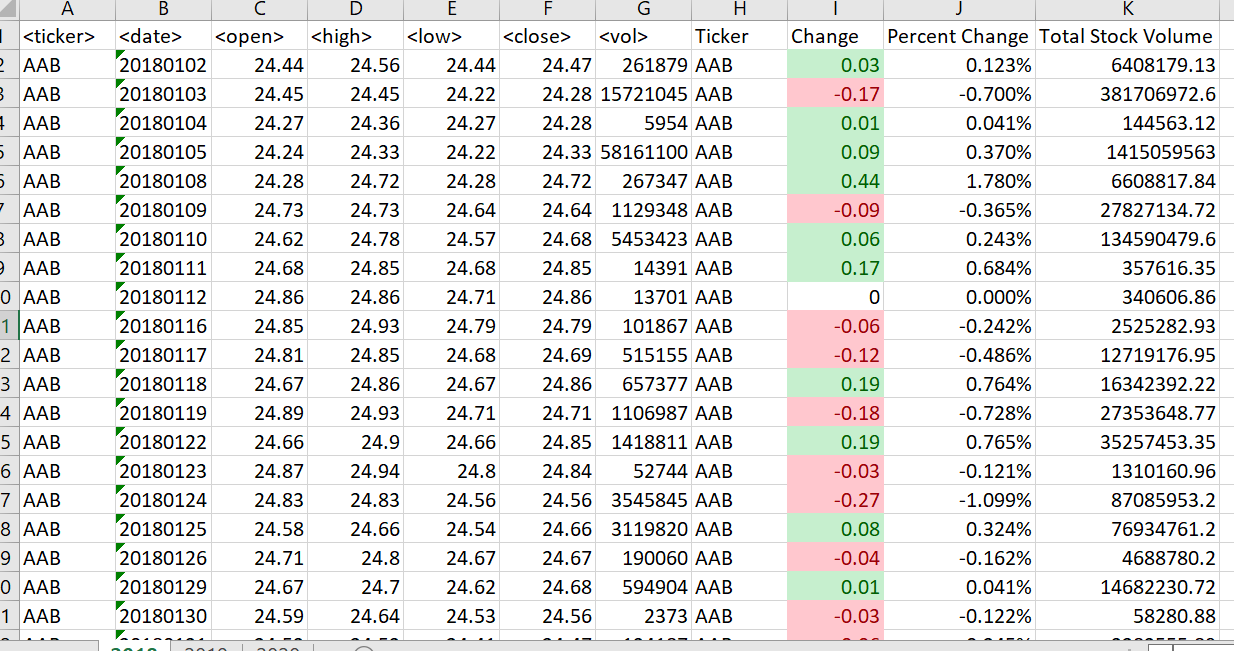 A B C D E F G H I J K
<ticker> <date> <open> <high> <low> <close> <vol> Ticker Change Percent Change Total Stock Volume
2 AAB 20180102 24.44 24.56 24.44 24.47 261879 AAB 0.03 0.123% 6408179.13
3 AAB 20180103 24.45 24.45 24.22 24.28 15721045 AAB -0.17 -0.700% 381706972.6
4 AAB 20180104 24.27 24.36 24.27 24.28 5954 AAB 0.01 0.041% 144563.12
5 AAB 20180105 24.24 24.33 24.22 24.33 58161100 AAB 0.09 0.370% 1415059563
6 AAB 20180108 24.28 24.72 24.28 24.72 267347 AAB 0.44 1.780% 6608817.84
7 AAB 20180109 24.73 24.73 24.64 24.64 1129348 AAB -0.09 -0.365% 27827134.72
8 AAB 20180110 24.62 24.78 24.57 24.68 5453423 AAB 0.06 0.243% 134590479.6
9 AAB 20180111 24.68 24.85 24.68 24.85 14391 AAB 0.17 0.684% 357616.35
0 AAB 20180112 24.86 24.86 24.71 24.86 13701 AAB 0 0.000% 340606.86
1 AAB 20180116 24.85 24.93 24.79 24.79 101867 AAB -0.06 -0.242% 2525282.93
2 AAB 20180117 24.81 24.85 24.68 24.69 515155 AAB -0.12 -0.486% 12719176.95
3 AAB 20180118 24.67 24.86 24.67 24.86 657377 AAB 0.19 0.764% 16342392.22
4 AAB 20180119 24.89 24.93 24.71 24.71 1106987 AAB -0.18 -0.728% 27353648.77
5 AAB 20180122 24.66 24.9 24.66 24.85 1418811 AAB 0.19 0.765% 35257453.35
6 AAB 20180123 24.87 24.94 24.8 24.84 52744 AAB -0.03 -0.121% 1310160.96
7 AAB 20180124 24.83 24.83 24.56 24.56 3545845 AAB -0.27 -1.099% 87085953.2
8 AAB 20180125 24.58 24.66 24.54 24.66 3119820 AAB 0.08 0.324% 76934761.2
9 AAB 20180126 24.71 24.8 24.67 24.67 190060 AAB -0.04 -0.162% 4688780.2
0 AAB 20180129 24.67 24.7 24.62 24.68 594904 AAB 0.01 0.041% 14682230.72
1 AAB 20180130 24.59 24.64 24.53 24.56 2373 AAB -0.03 -0.122% 58280.88